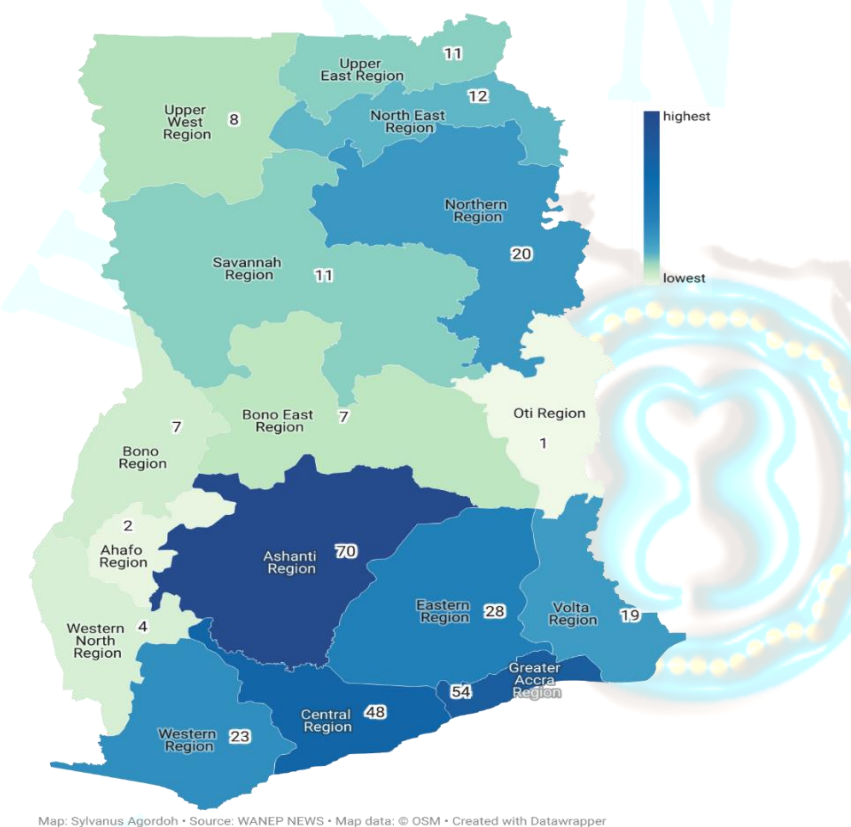 Upper
East Region
11
12
North East
Region
Upper
West
Region
8
highest
Northern
Region
20
Savannah
Region
11
lowest
Bono East
Region
7
Oti Region
1
7
Bono
Region
2
Ahafo
Region
Ashanti
Region
70
Eastern
Region
28
Volta
Region
19
Western
North
Region
4
Greater
Accra
Region
54
Central
Region
48
Western
Region
23
Map: Sylvanus Agordoh • Source: WANEP NEWS • Map data: © OSM • Created with Datawrapper